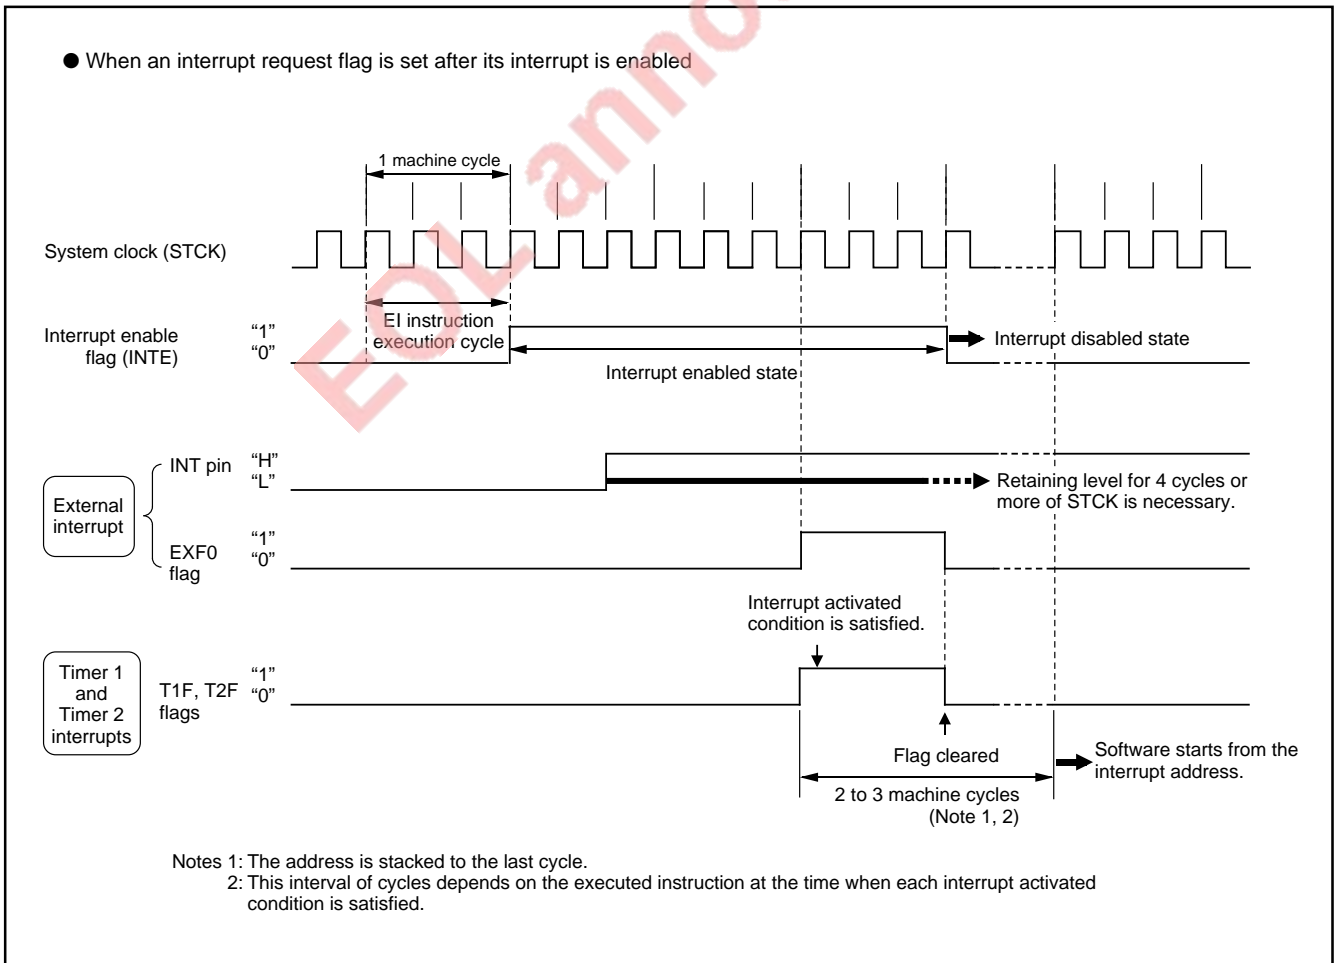 ● When an interrupt request flag is set after its interrupt is enabled
1 machine cycle
System clock (STCK)
EI instruction
execution cycle
Interrupt enable
flag (INTE)
“1”
“0”
Interrupt disabled state
Interrupt enabled state
External
interrupt
INT pin
“H”
“L”
Retaining level for 4 cycles or
more of STCK is necessary.
EXF0
flag
“1”
“0”
Interrupt activated
condition is satisfied.
Timer 1
and
Timer 2
interrupts
T1F, T2F
flags
“1”
“0”
Flag cleared
Software starts from the
interrupt address.
2 to 3 machine cycles
(Note 1, 2)
Notes 1: The address is stacked to the last cycle.
2: This interval of cycles depends on the executed instruction at the time when each interrupt activated
condition is satisfied.
EOL anno